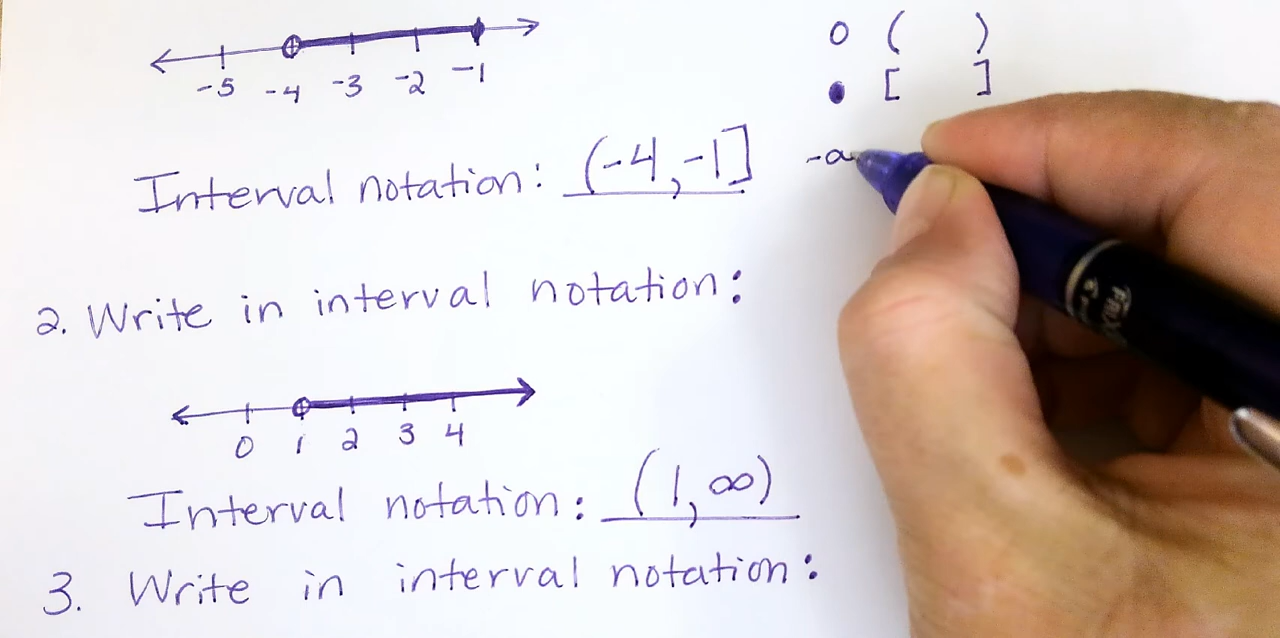 -5 -4 -3 -2 -1
( )
[ ]
Interval notation: (-4, -1]
2. Write in interval notation:
0 1 2 3 4
Interval notation: (1, ∞)
3. Write in interval notation: